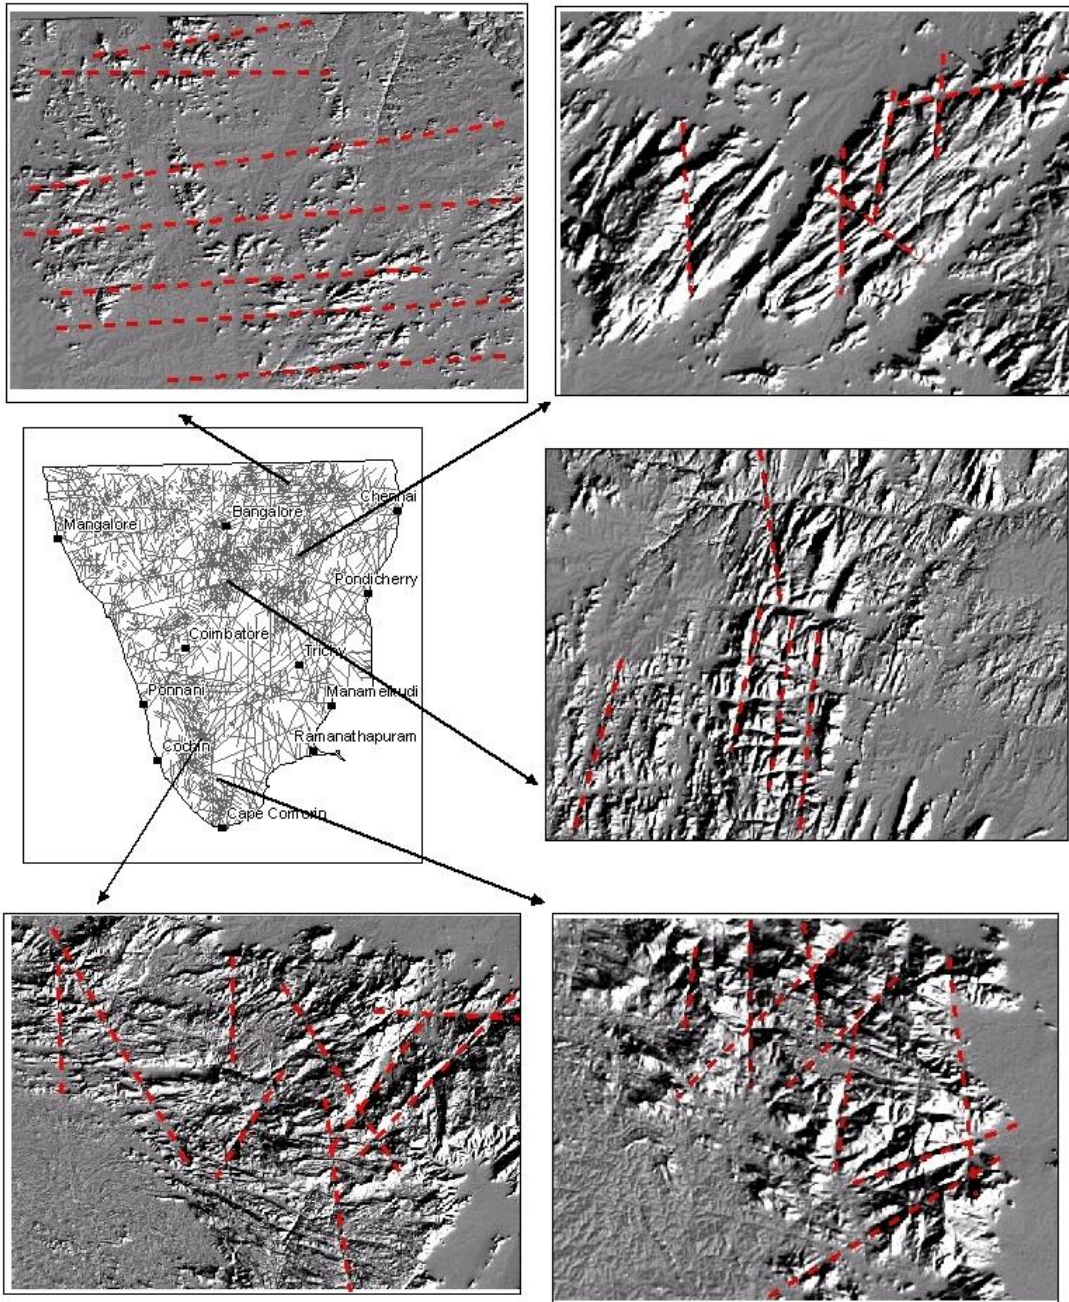 Chennai
Bangalore
Mangalore
Pondicherry
Coimbatore
Trichy
Ponnani
Manamelkudi
Ramanathapuram
Cochin
Cape Comorin